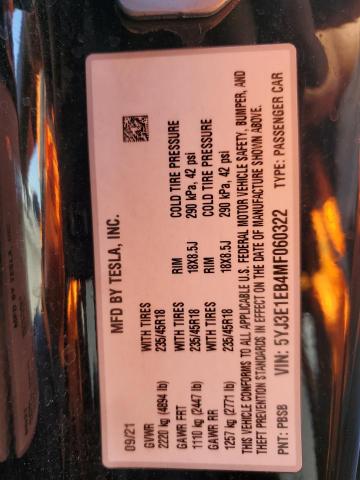 MFD BY TESLA, INC.
09/21
GVWR WITH TIRES RIM COLD TIRE PRESSURE
2220 kg (4894 lb) 235/45R18 18X8.5J 290 kPa, 42 psi
GAWR FRT WITH TIRES RIM COLD TIRE PRESSURE
1110 kg (2447 lb) 235/45R18 18X8.5J 290 kPa, 42 psi
GAWR RR
1257 kg (2771 lb) 235/45R18
THIS VEHICLE CONFORMS TO ALL APPLICABLE U.S. FEDERAL MOTOR VEHICLE SAFETY, BUMPER, AND
THEFT PREVENTION STANDARDS IN EFFECT ON THE DATE OF MANUFACTURE SHOWN ABOVE.
VIN: 5YJ3E1EB4MF060322
PNT: PBSB TYPE: PASSENGER CAR